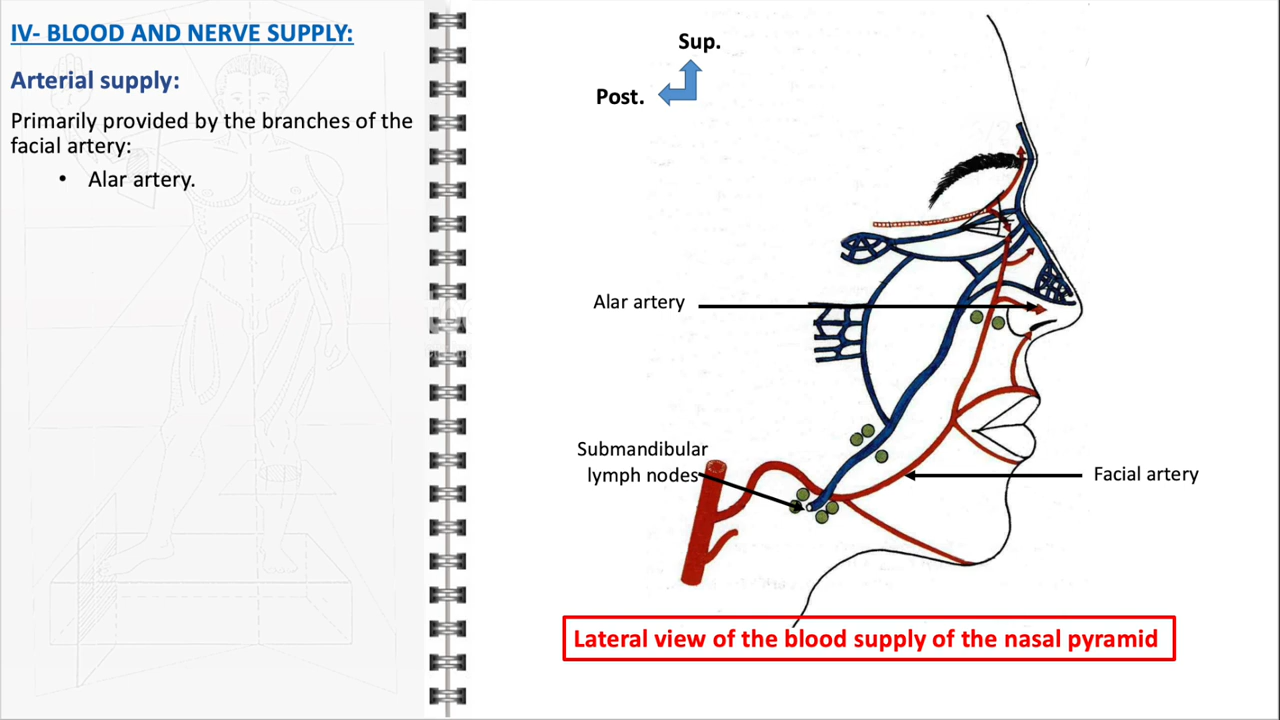 IV- BLOOD AND NERVE SUPPLY:
Arterial supply:
Primarily provided by the branches of the
facial artery:
• Alar artery.
Sup.
Post.
Alar artery
Submandibular
lymph nodes
Facial artery
Lateral view of the blood supply of the nasal pyramid